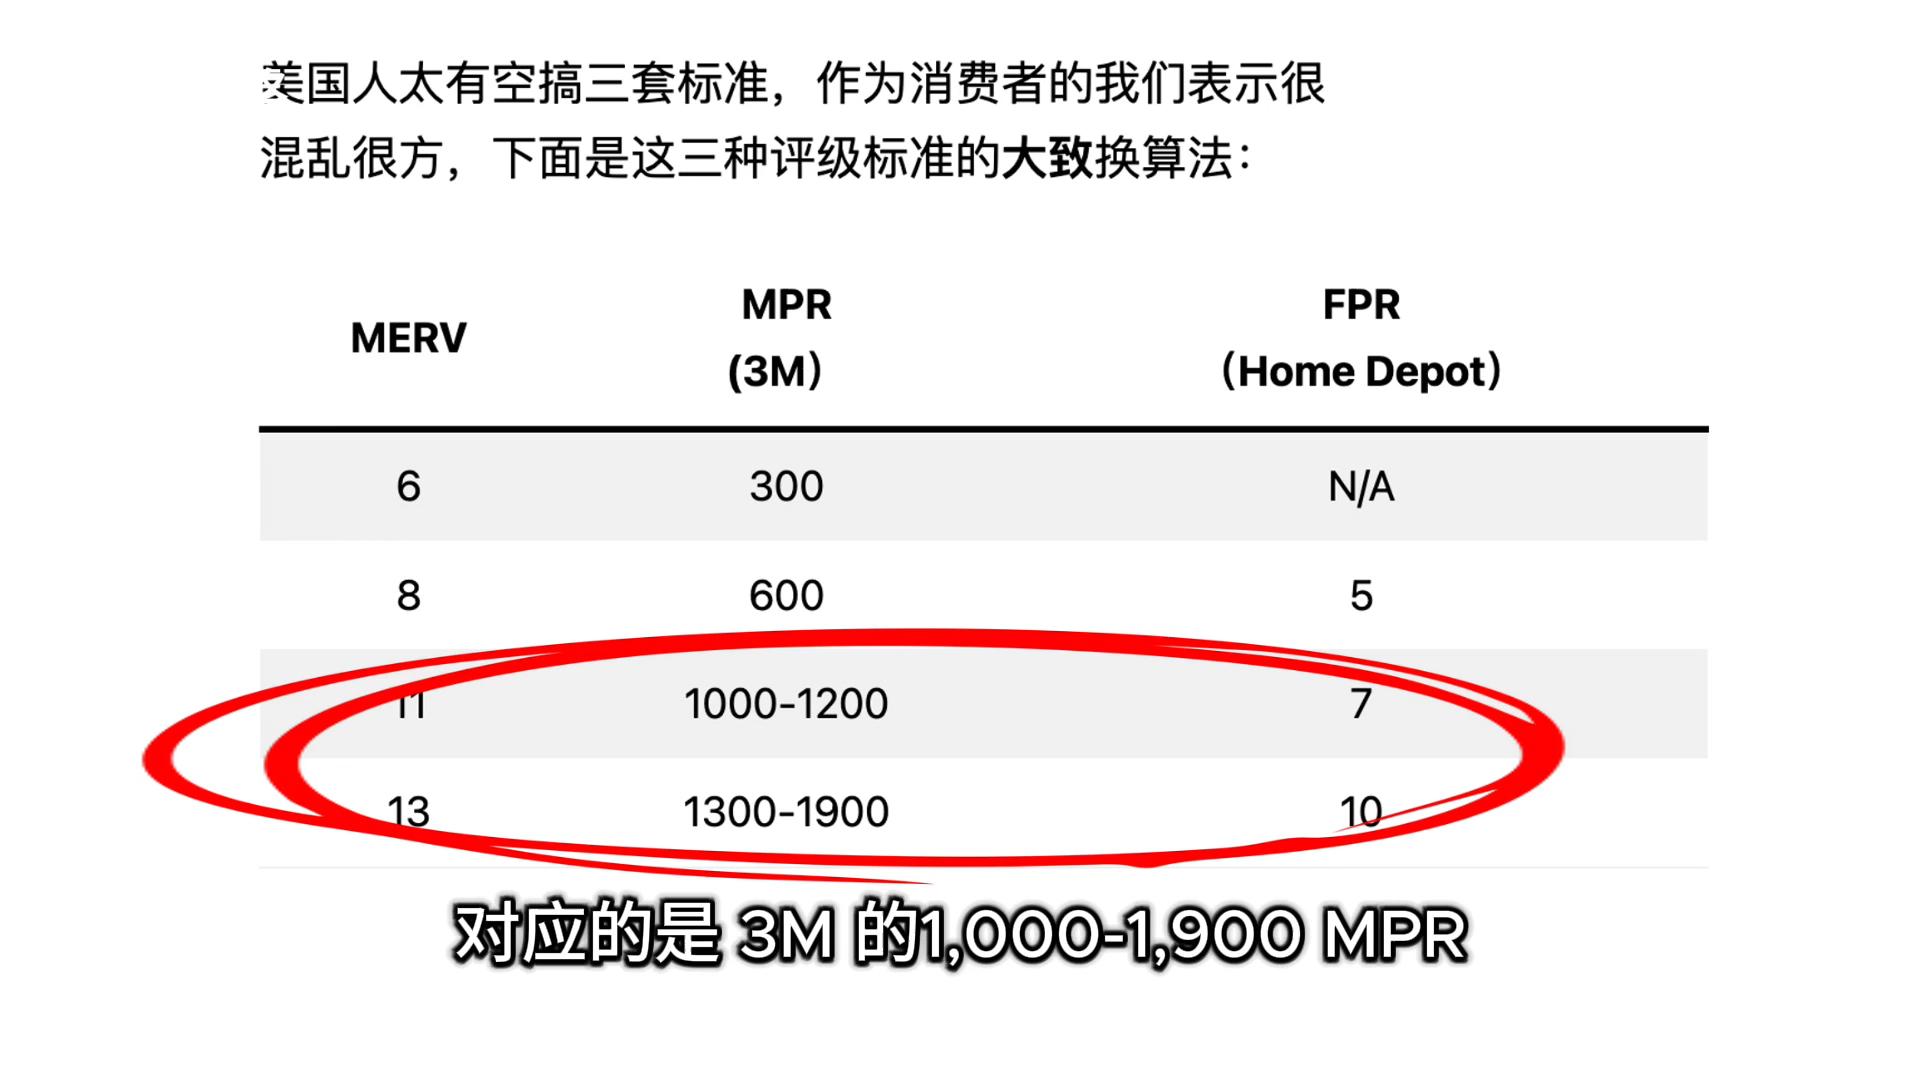 美国人太有空搞三套标准，作为消费者的我们表示很
混乱很方，下面是这三种评级标准的大致换算法：
MERV MPR (3M） FPR （Home Depot）
6 300 N/A
8 600 5
11 1000-1200 7
13 1300-1900 10
对应的是 3M 的1,000-1,900 MPR